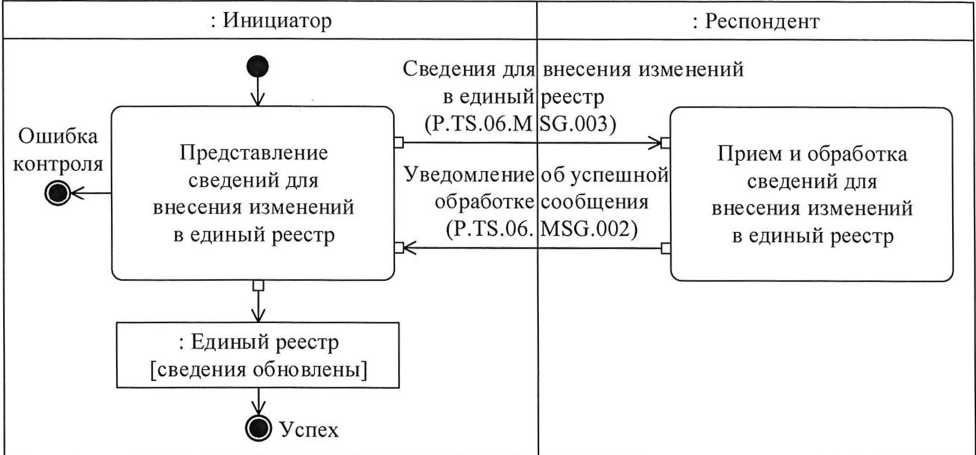 : Инициатор
: Респондент
Сведения для внесения изменений
в единый реестр
(P.TS.06.MSG.003)
Ошибка
контроля
Представление
сведений для
внесения изменений
в единый реестр
Уведомление об успешной
обработке сообщения
(P.TS.06. MSG.002)
Прием и обработка
сведений для
внесения изменений
в единый реестр
: Единый реестр
[сведения обновлены]
Успех